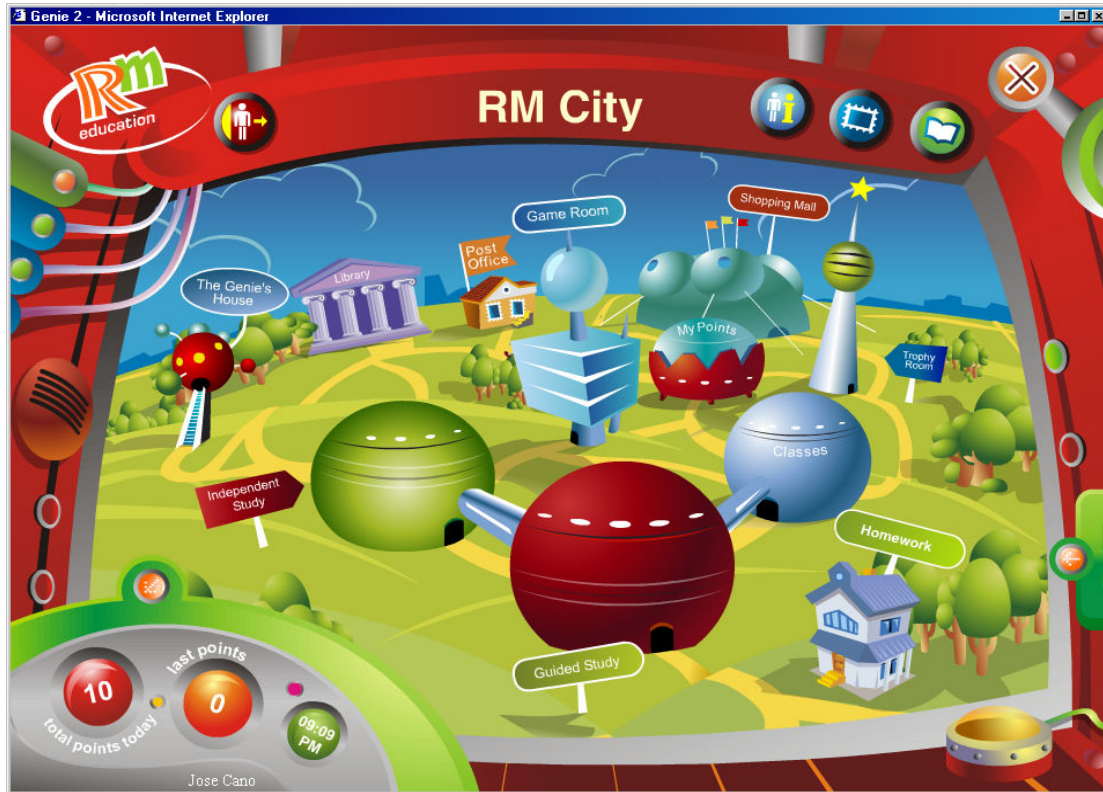 Genie 2 - Microsoft Internet Explorer
Rm
education
RM City
Game Room
Shopping Mall
Post
Office
Library
The Genie's
House
My Points
Trophy
Room
Classes
Independent
Study
Homework
Guided Study
last points
10
0
total points today
09:09
PM
Jose Cano